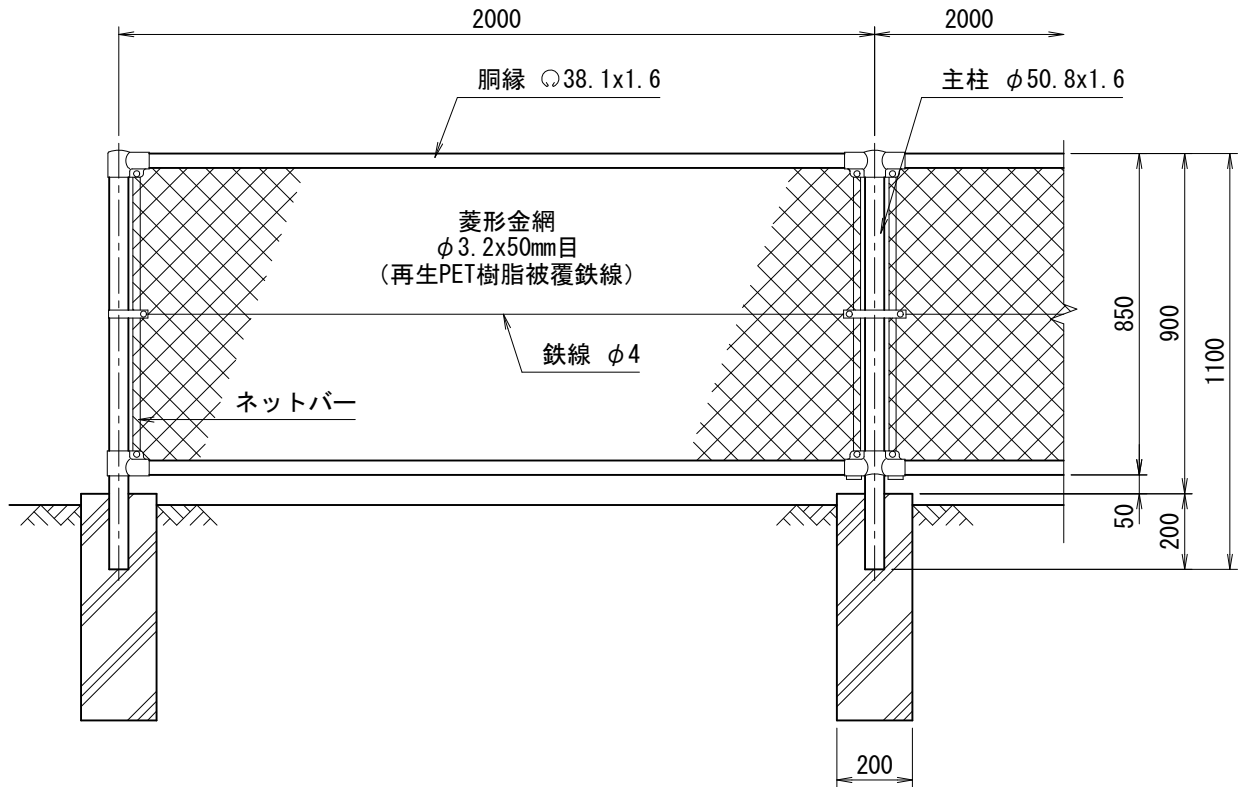 2000
2000
胴縁 38.1x1.6
主柱 φ50.8x1.6
菱形金網
φ3.2x50mm目
(再生PET樹脂被覆鉄線)
鉄線 φ4
ネットバー
850
900
1100
50
200
200